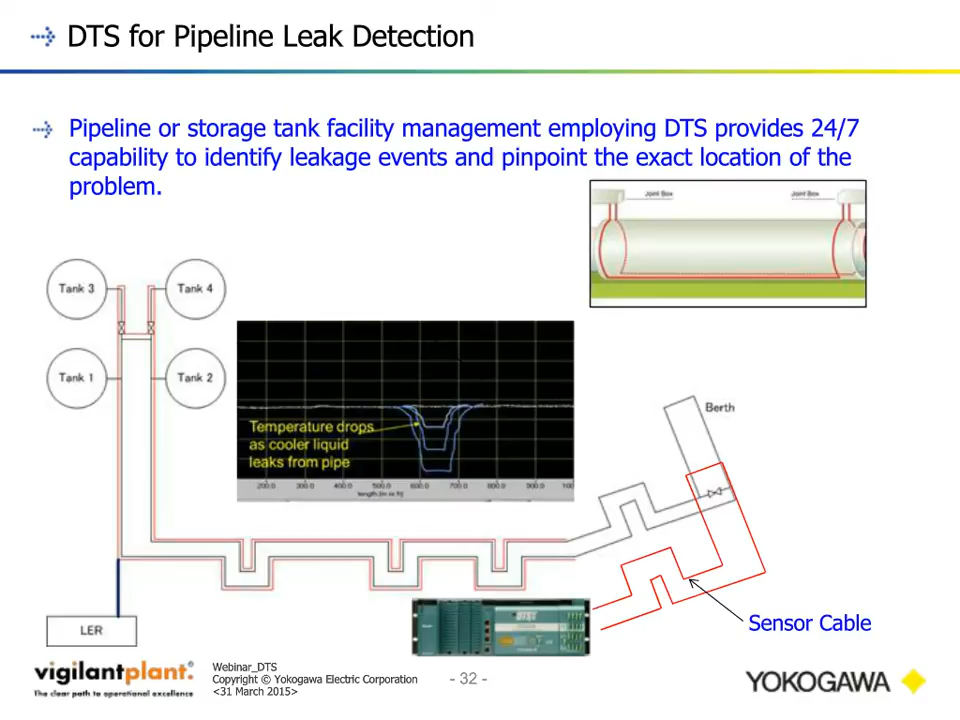 DTS for Pipeline Leak Detection
Pipeline or storage tank facility management employing DTS provides 24/7
capability to identify leakage events and pinpoint the exact location of the
problem.
Joint Box
Joint Box
Tank 3
Tank 4
Tank 1
Tank 2
Temperature drops
as cooler liquid
leaks from pipe
200.0 300.0 400.0 500.0 600.0 700.0 800.0 900.0 100
Berth
Sensor Cable
LER
vigilantplant.®
The clear path to operational excellence
Webinar_DTS
Copyright © Yokogawa Electric Corporation
<31 March 2015>
- 32 -
YOKOGAWA